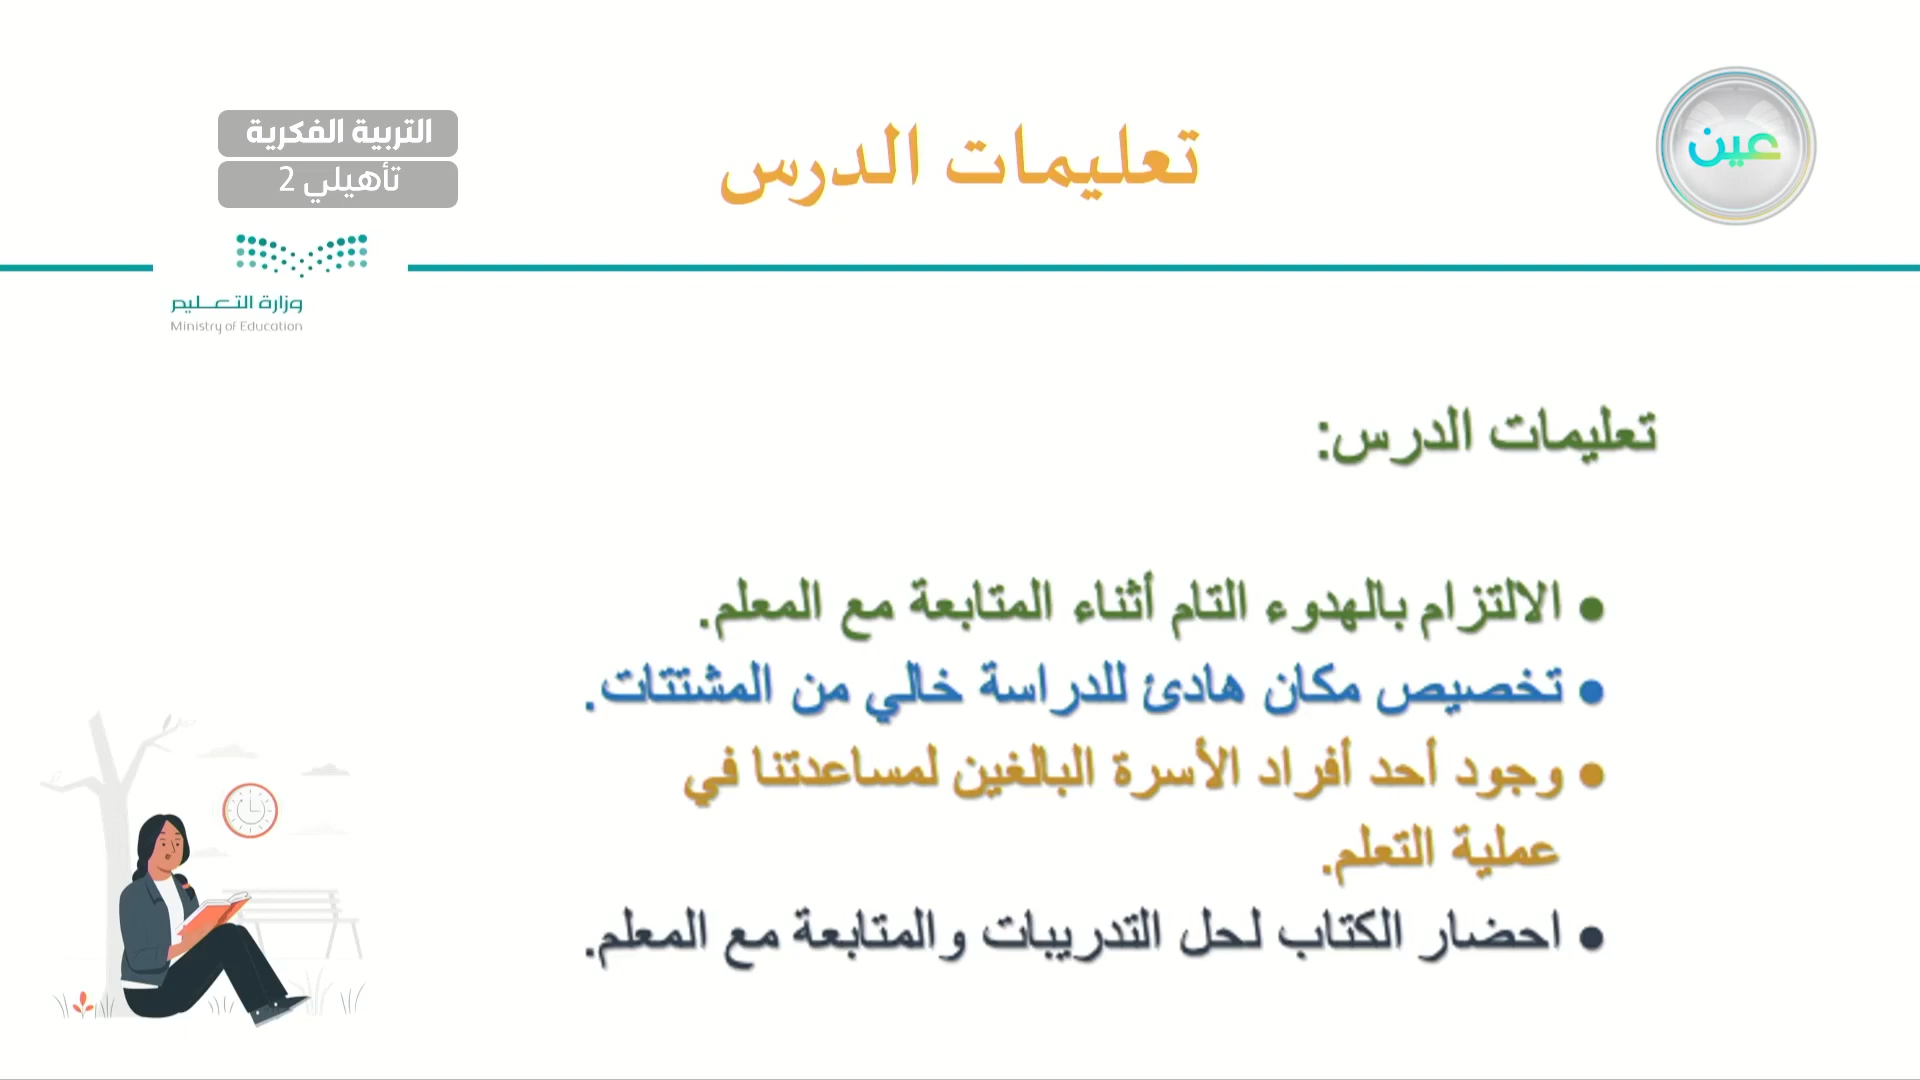 عين
تعليمات الدرس
التربية الفكرية
تأهيلي 2
وزارة التعليم
Ministry of Education
تعليمات الدرس:
• الالتزام بالهدوء التام أثناء المتابعة مع المعلم.
• تخصيص مكان هادئ للدراسة خالي من المشتتات.
• وجود أحد أفراد الأسرة البالغين لمساعدتنا في
عملية التعلم.
• احضار الكتاب لحل التدريبات والمتابعة مع المعلم.